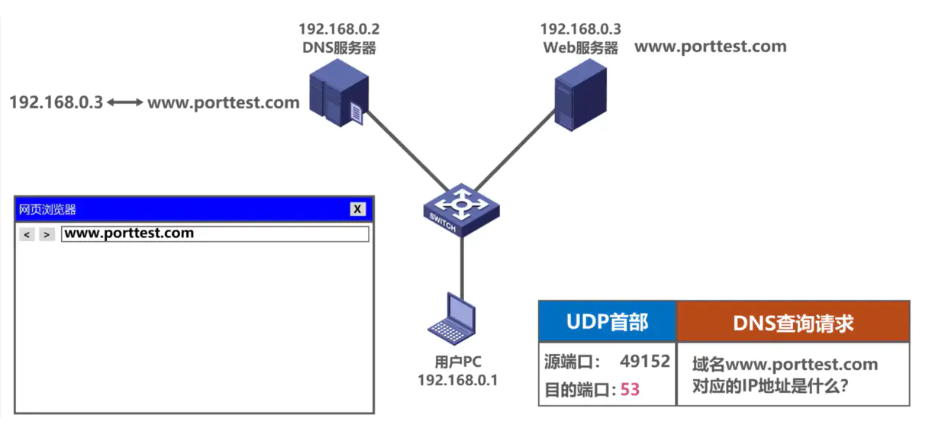 192.168.0.2
DNS服务器
192.168.0.3
Web服务器 www.porttest.com
192.168.0.3 www.porttest.com
SWITCH
网页浏览器 X
< > www.porttest.com
用户PC
192.168.0.1
UDP首部 DNS查询请求
源端口: 49152
目的端口: 53
域名www.porttest.com
对应的IP地址是什么?